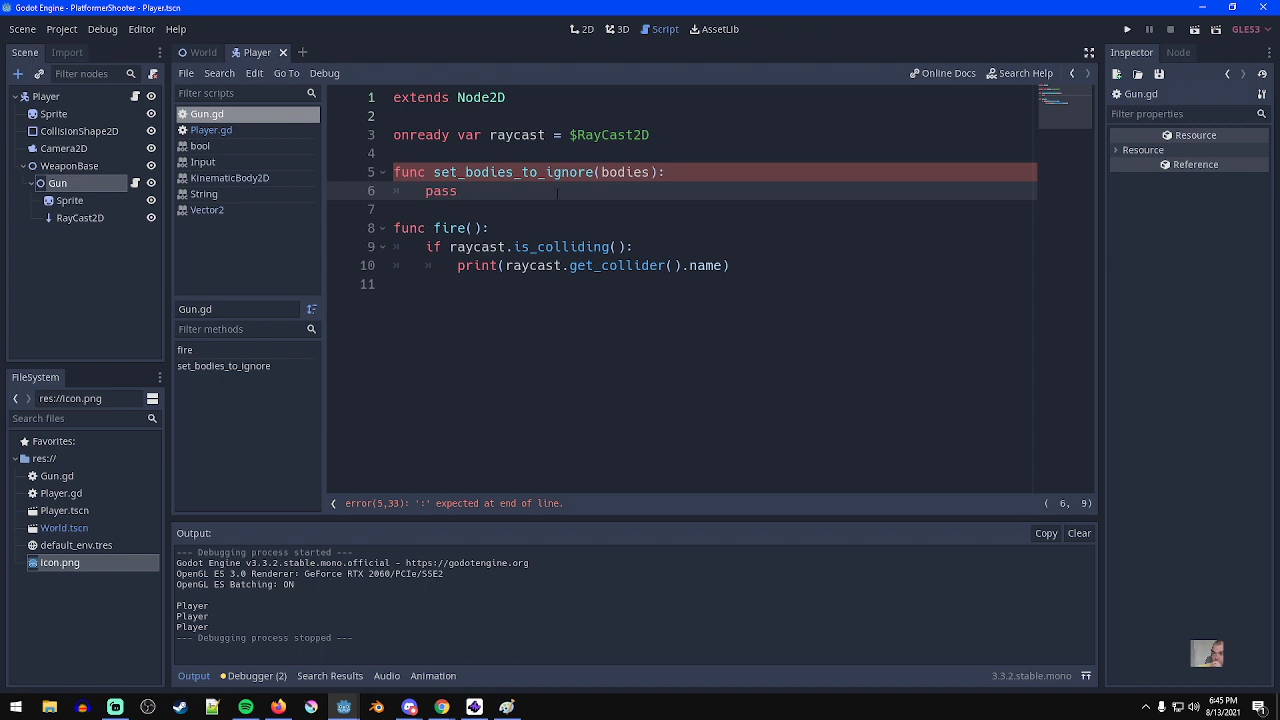 Godot Engine - PlatformerShooter - Player.tscn
Scene Project Debug Editor Help
2D 3D Script AssetLib
GLES3
Scene Import
Filter nodes
Player
Sprite
CollisionShape2D
Camera2D
WeaponBase
Gun
Sprite
RayCast2D
FileSystem
res://icon.png
Search files
Favorites:
res://
Gun.gd
Player.gd
Player.tscn
World.tscn
default_env.tres
icon.png
World Player
File Search Edit Go To Debug
Online Docs Search Help
Filter scripts
Gun.gd
Player.gd
bool
Input
KinematicBody2D
String
Vector2
Gun.gd
Filter methods
fire
set_bodies_to_ignore
1 extends Node2D
2
3 onready var raycast = $RayCast2D
4
5 func set_bodies_to_ignore(bodies):
6 pass
7
8 func fire():
9 if raycast.is_colliding():
10 print(raycast.get_collider().name)
11
error(5,33): ':' expected at end of line.
( 6, 9)
Output:
Copy Clear
--- Debugging process started ---
Godot Engine v3.3.2.stable.mono.official - https://godotengine.org
OpenGL ES 3.0 Renderer: GeForce RTX 2060/PCIe/SSE2
OpenGL ES Batching: ON
Player
Player
Player
--- Debugging process stopped ---
Output Debugger (2) Search Results Audio Animation
3.3.2.stable.mono
Inspector Node
Gun.gd
Filter properties
Resource
Resource
Reference
6:45 PM
8/13/2021